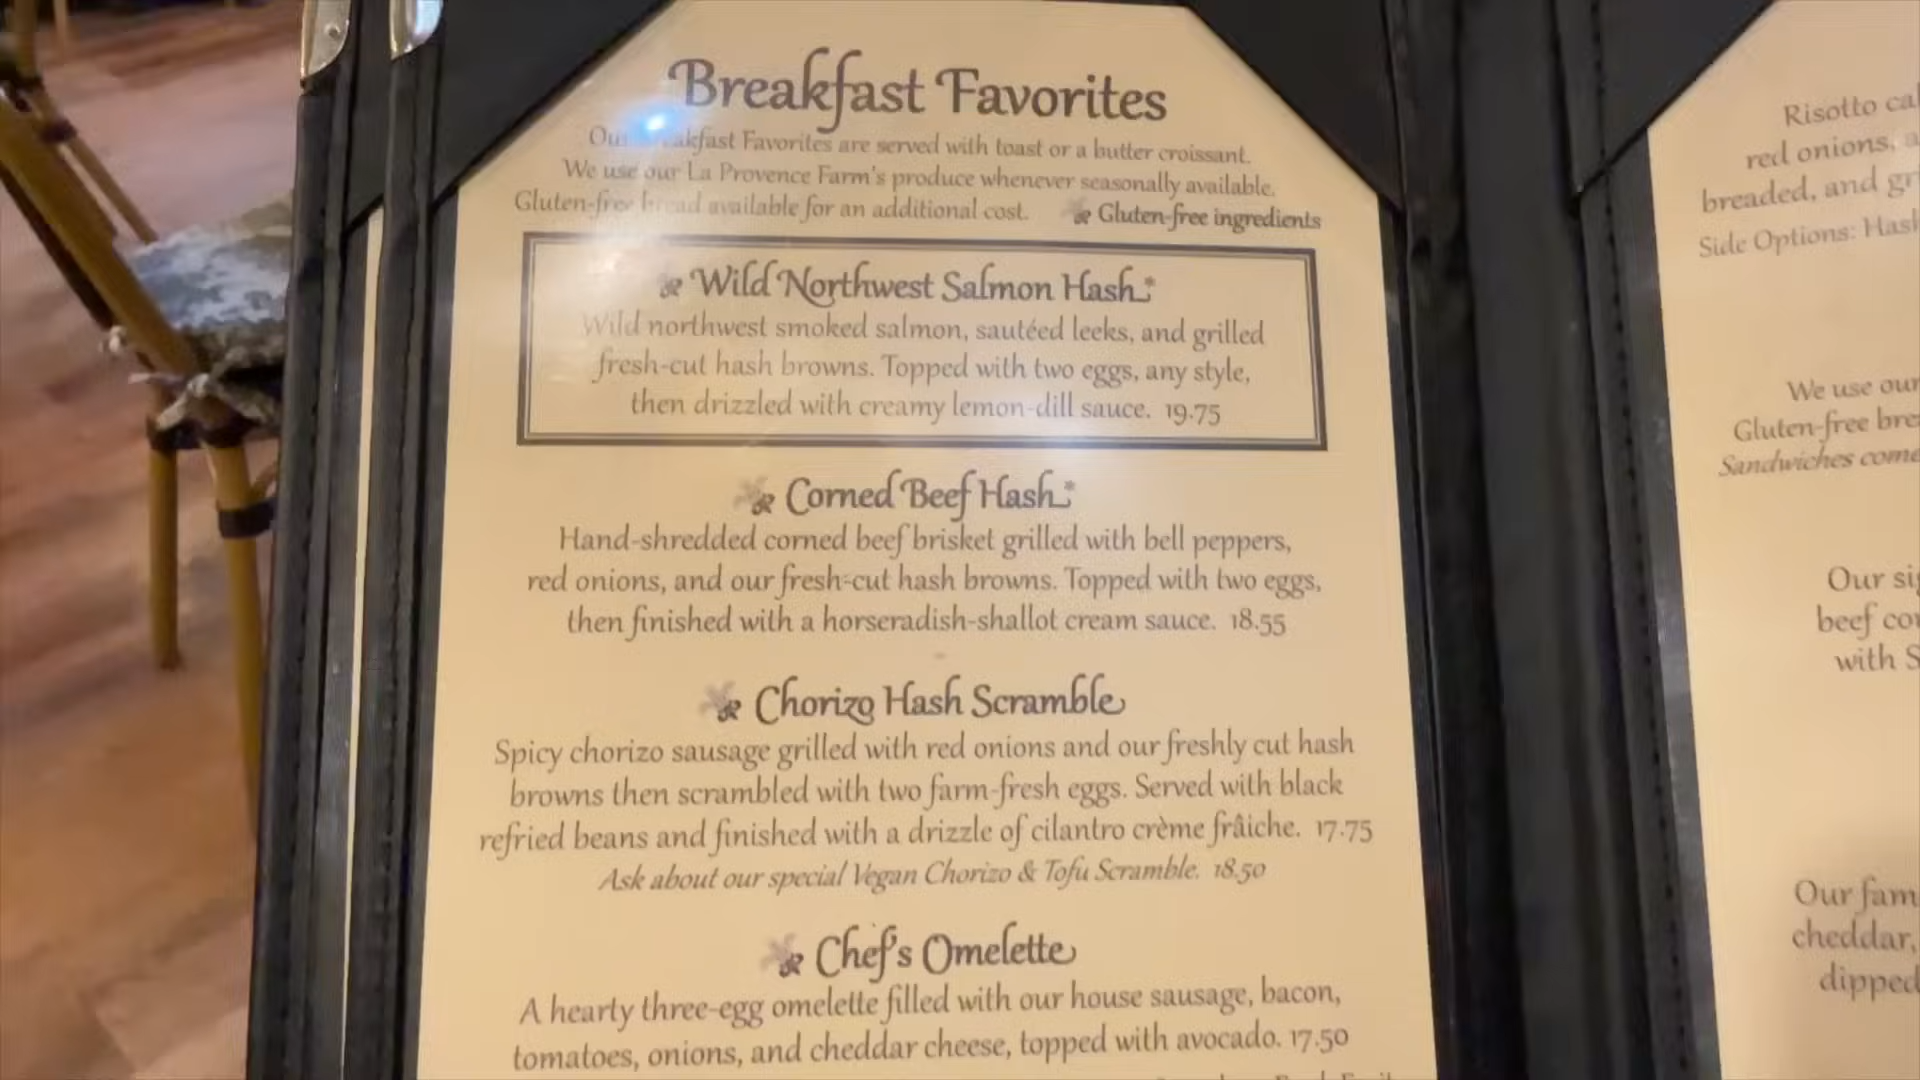 Breakfast Favorites
Our Breakfast Favorites are served with toast or a butter croissant.
We use our La Provence Farm's produce whenever seasonally available.
Gluten-free bread available for an additional cost. Gluten-free ingredients
Wild Northwest Salmon Hash*
Wild northwest smoked salmon, sautéed leeks, and grilled
fresh-cut hash browns. Topped with two eggs, any style,
then drizzled with creamy lemon-dill sauce. 19.75
Corned Beef Hash*
Hand-shredded corned beef brisket grilled with bell peppers,
red onions, and our fresh-cut hash browns. Topped with two eggs,
then finished with a horseradish-shallot cream sauce. 18.55
Chorizo Hash Scramble
Spicy chorizo sausage grilled with red onions and our freshly cut hash
browns then scrambled with two farm-fresh eggs. Served with black
refried beans and finished with a drizzle of cilantro crème frâiche. 17.75
Ask about our special Vegan Chorizo & Tofu Scramble. 18.50
Chef's Omelette
A hearty three-egg omelette filled with our house sausage, bacon,
tomatoes, onions, and cheddar cheese, topped with avocado. 17.50
Risotto
red onions,
breaded, and
Side Options:
We use our
Gluten-free
Sandwiches come
Our
beef
with
Our
cheddar,
dipped